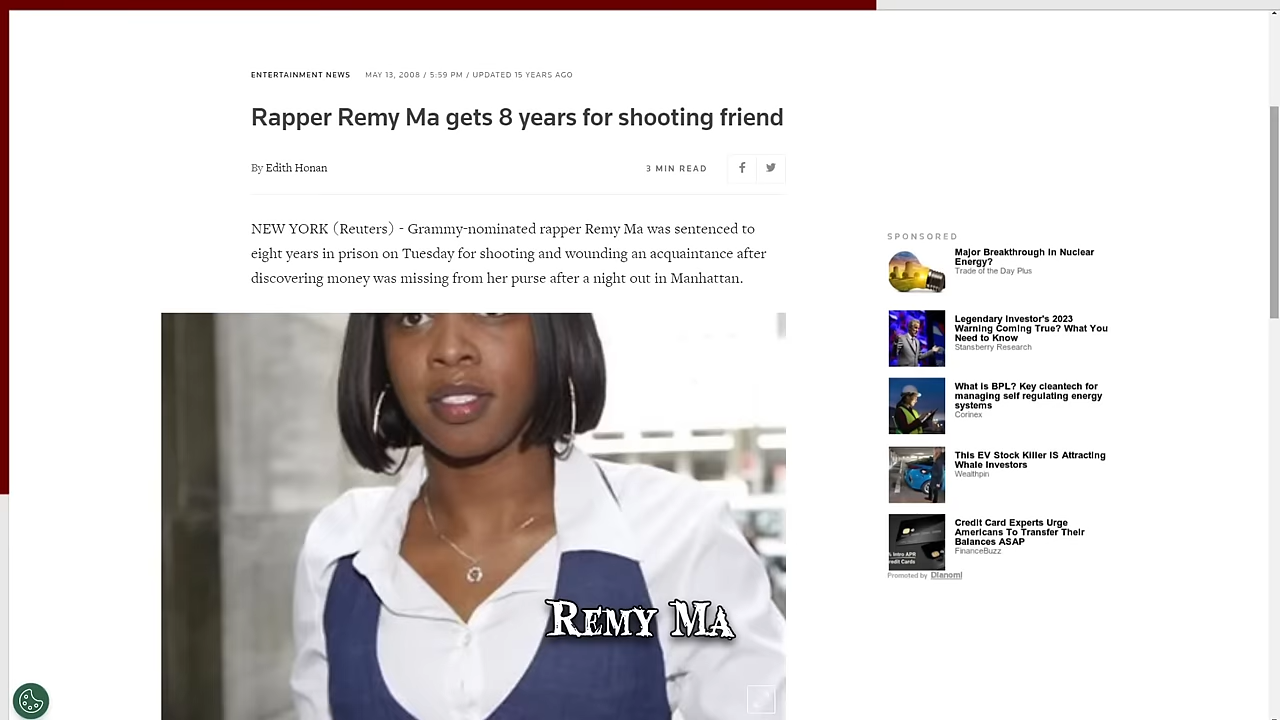 ENTERTAINMENT NEWS MAY 13, 2008 / 5:59 PM / UPDATED 15 YEARS AGO
Rapper Remy Ma gets 8 years for shooting friend
By Edith Honan
3 MIN READ
NEW YORK (Reuters) - Grammy-nominated rapper Remy Ma was sentenced to
eight years in prison on Tuesday for shooting and wounding an acquaintance after
discovering money was missing from her purse after a night out in Manhattan.
REMY MA
SPONSORED
Major Breakthrough in Nuclear
Energy?
Trade of the Day Plus
Legendary Investor's 2023
Warning Coming True? What You
Need to Know
Stansberry Research
What is BPL? Key cleantech for
managing self regulating energy
systems
Corinex
This EV Stock Killer IS Attracting
Whale Investors
Wealthpin
Credit Card Experts Urge
Americans To Transfer Their
Balances ASAP
FinanceBuzz
% Intro APR
redit Cards
Promoted by Dianomi